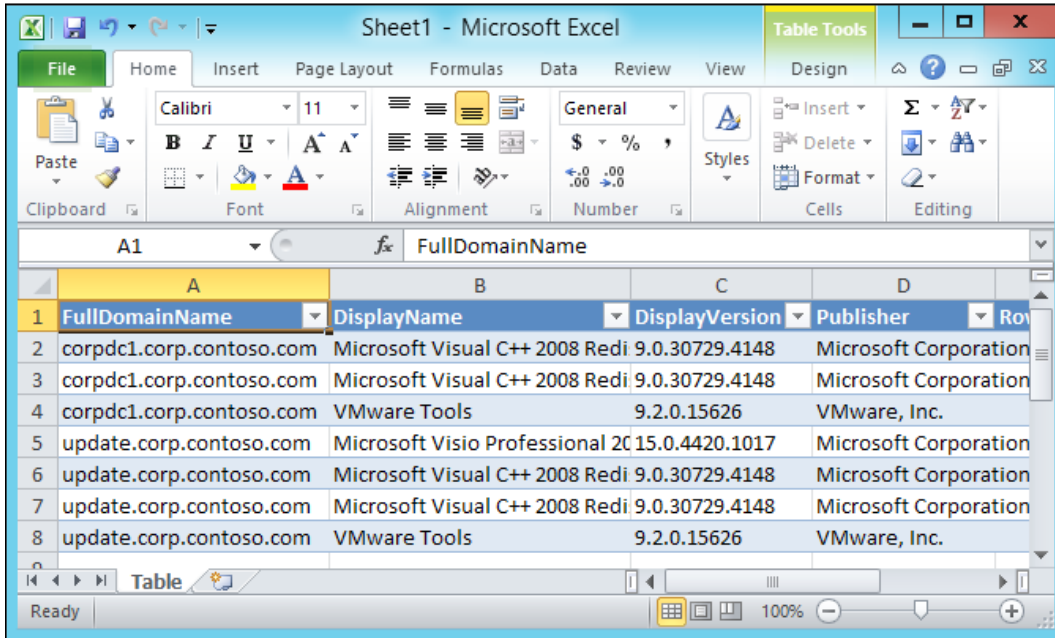 Sheet1 - Microsoft Excel
Table Tools
File Home Insert Page Layout Formulas Data Review View Design
Calibri 11 General Insert
B I U A A $ % , Delete
Paste Styles Format
A .00 .00 .0
Clipboard Font Alignment Number Cells Editing
A1 fx FullDomainName
A B C D
1 FullDomainName DisplayName DisplayVersion Publisher Rov
2 corpdc1.corp.contoso.com Microsoft Visual C++ 2008 Redi 9.0.30729.4148 Microsoft Corporation
3 corpdc1.corp.contoso.com Microsoft Visual C++ 2008 Redi 9.0.30729.4148 Microsoft Corporation
4 corpdc1.corp.contoso.com VMware Tools 9.2.0.15626 VMware, Inc.
5 update.corp.contoso.com Microsoft Visio Professional 20 15.0.4420.1017 Microsoft Corporation
6 update.corp.contoso.com Microsoft Visual C++ 2008 Redi 9.0.30729.4148 Microsoft Corporation
7 update.corp.contoso.com Microsoft Visual C++ 2008 Redi 9.0.30729.4148 Microsoft Corporation
8 update.corp.contoso.com VMware Tools 9.2.0.15626 VMware, Inc.
Table
Ready 100%